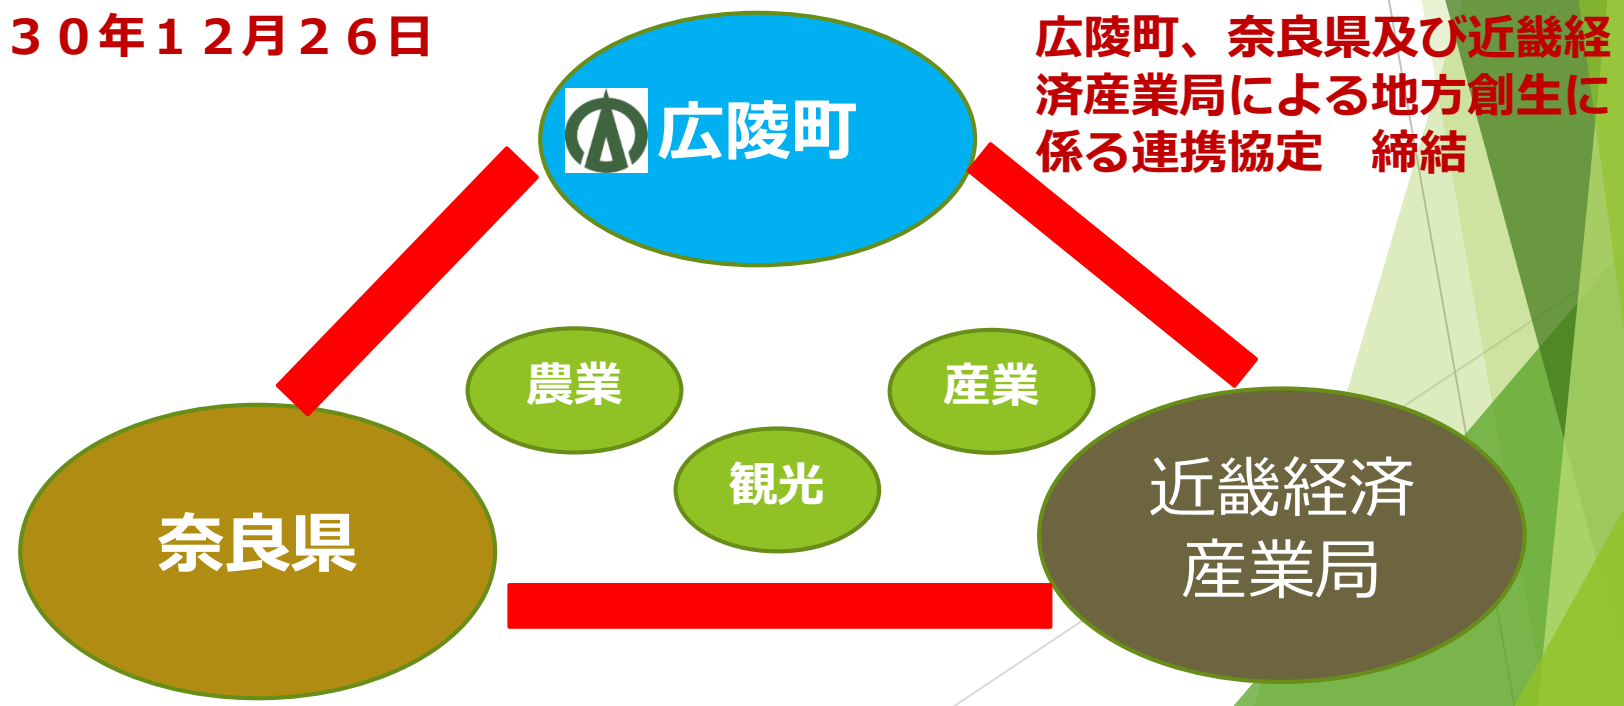 ３０年１２月２６日
広陵町、奈良県及び近畿経
済産業局による地方創生に
係る連携協定　締結
広陵町
農業
産業
観光
奈良県
近畿経済
産業局